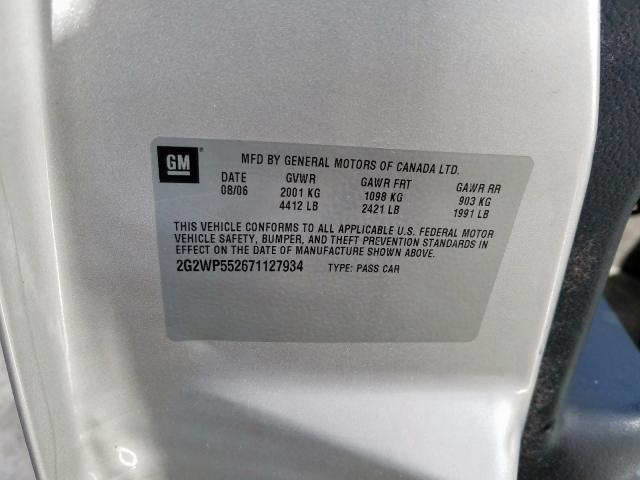 GM
MFD BY GENERAL MOTORS OF CANADA LTD.
DATE GVWR GAWR FRT GAWR RR
08/06 2001 KG 1098 KG 903 KG
4412 LB 2421 LB 1991 LB
THIS VEHICLE CONFORMS TO ALL APPLICABLE U.S. FEDERAL MOTOR
VEHICLE SAFETY, BUMPER, AND THEFT PREVENTION STANDARDS IN
EFFECT ON THE DATE OF MANUFACTURE SHOWN ABOVE.
2G2WP552671127934 TYPE: PASS CAR